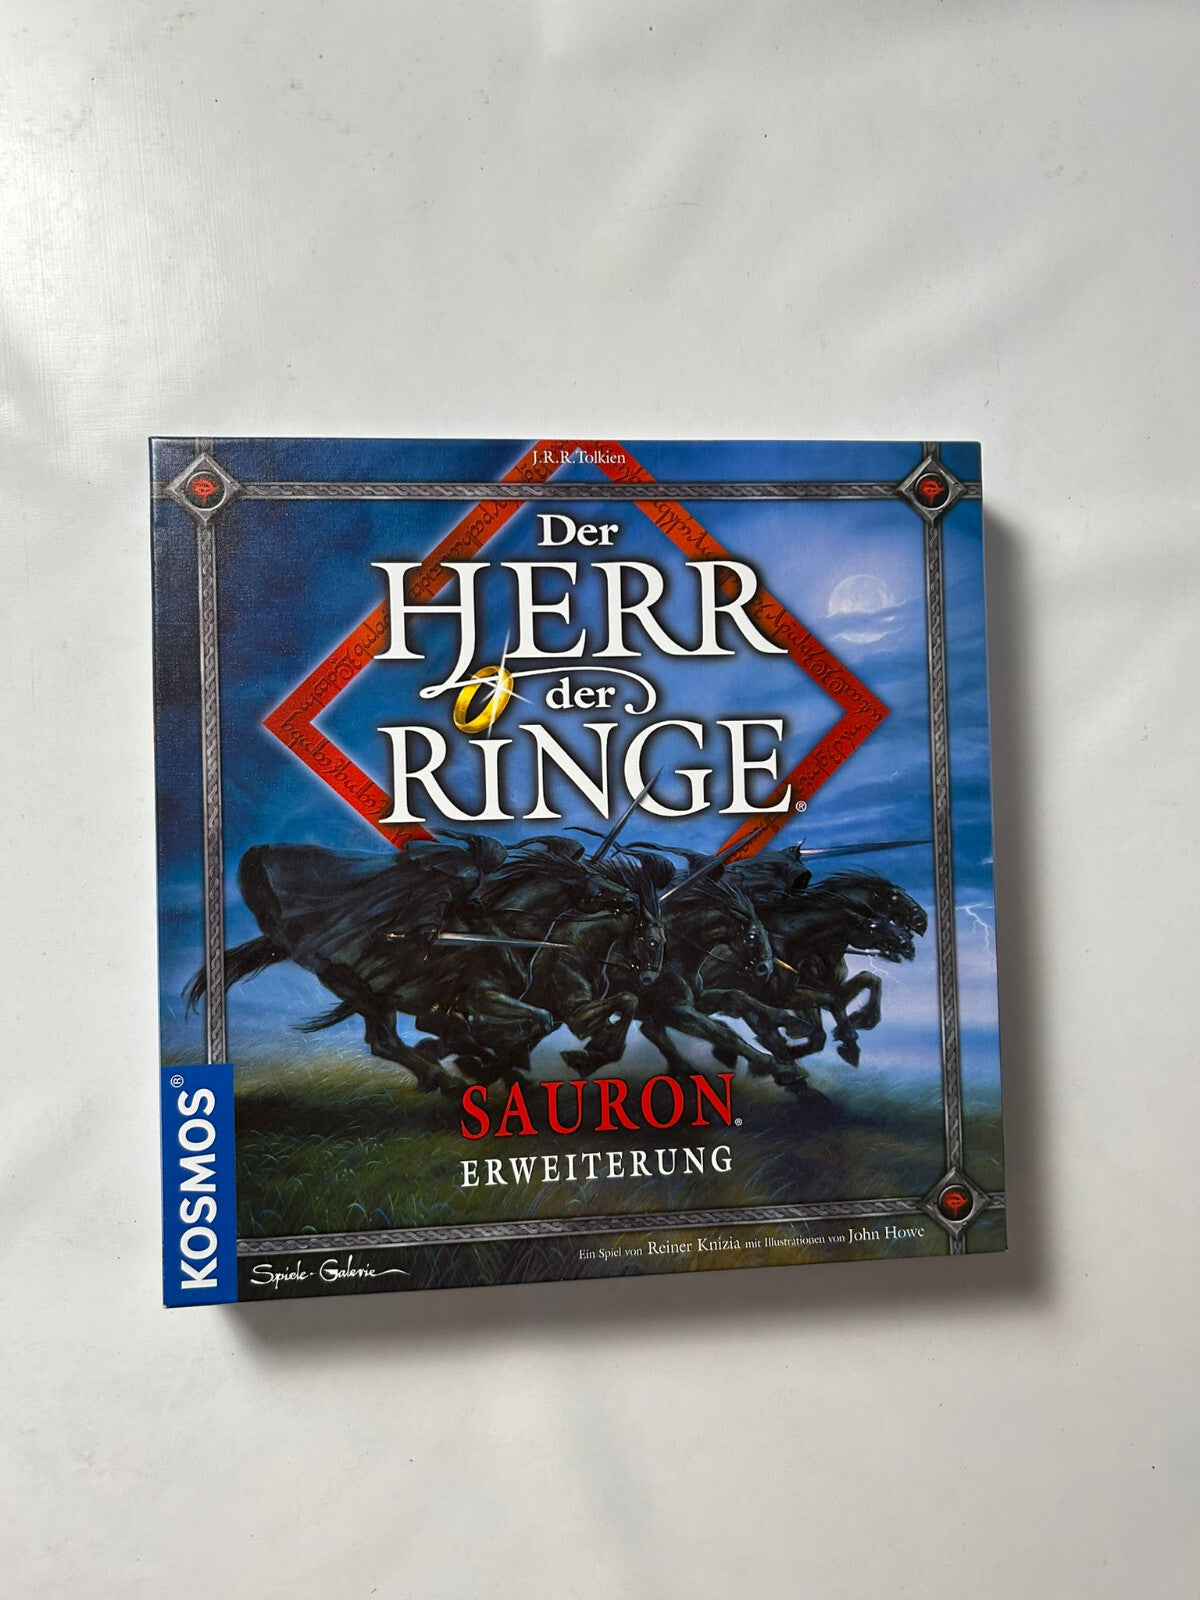 J.R.R.Tolkien
Der
HERR
der
RINGE®
SAURON®
ERWEITERUNG
Ein Spiel von Reiner Knizia mit Illustrationen von John Howe
KOSMOS®
Spiele-Galerie